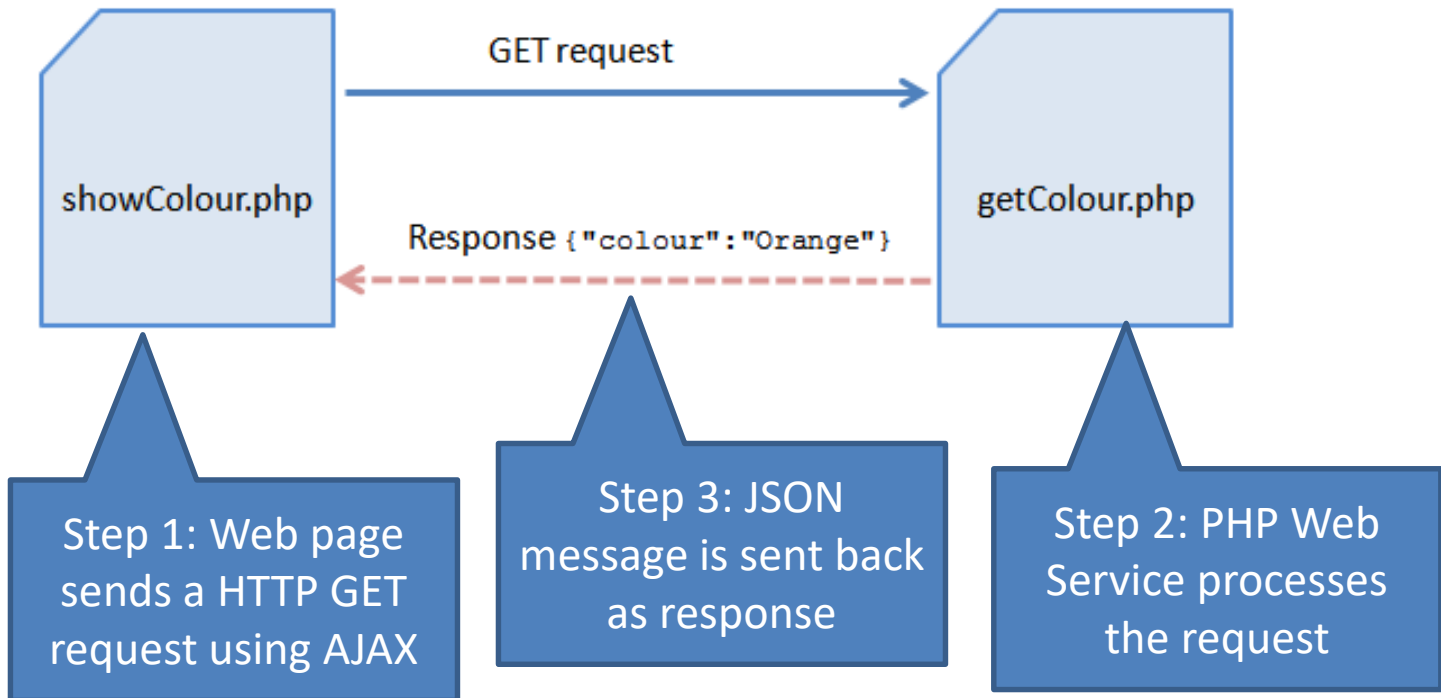 GET request
showColour.php
getColour.php
Response {"colour":"Orange"}
Step 1: Web page
sends a HTTP GET
request using AJAX
Step 3: JSON
message is sent back
as response
Step 2: PHP Web
Service processes
the request